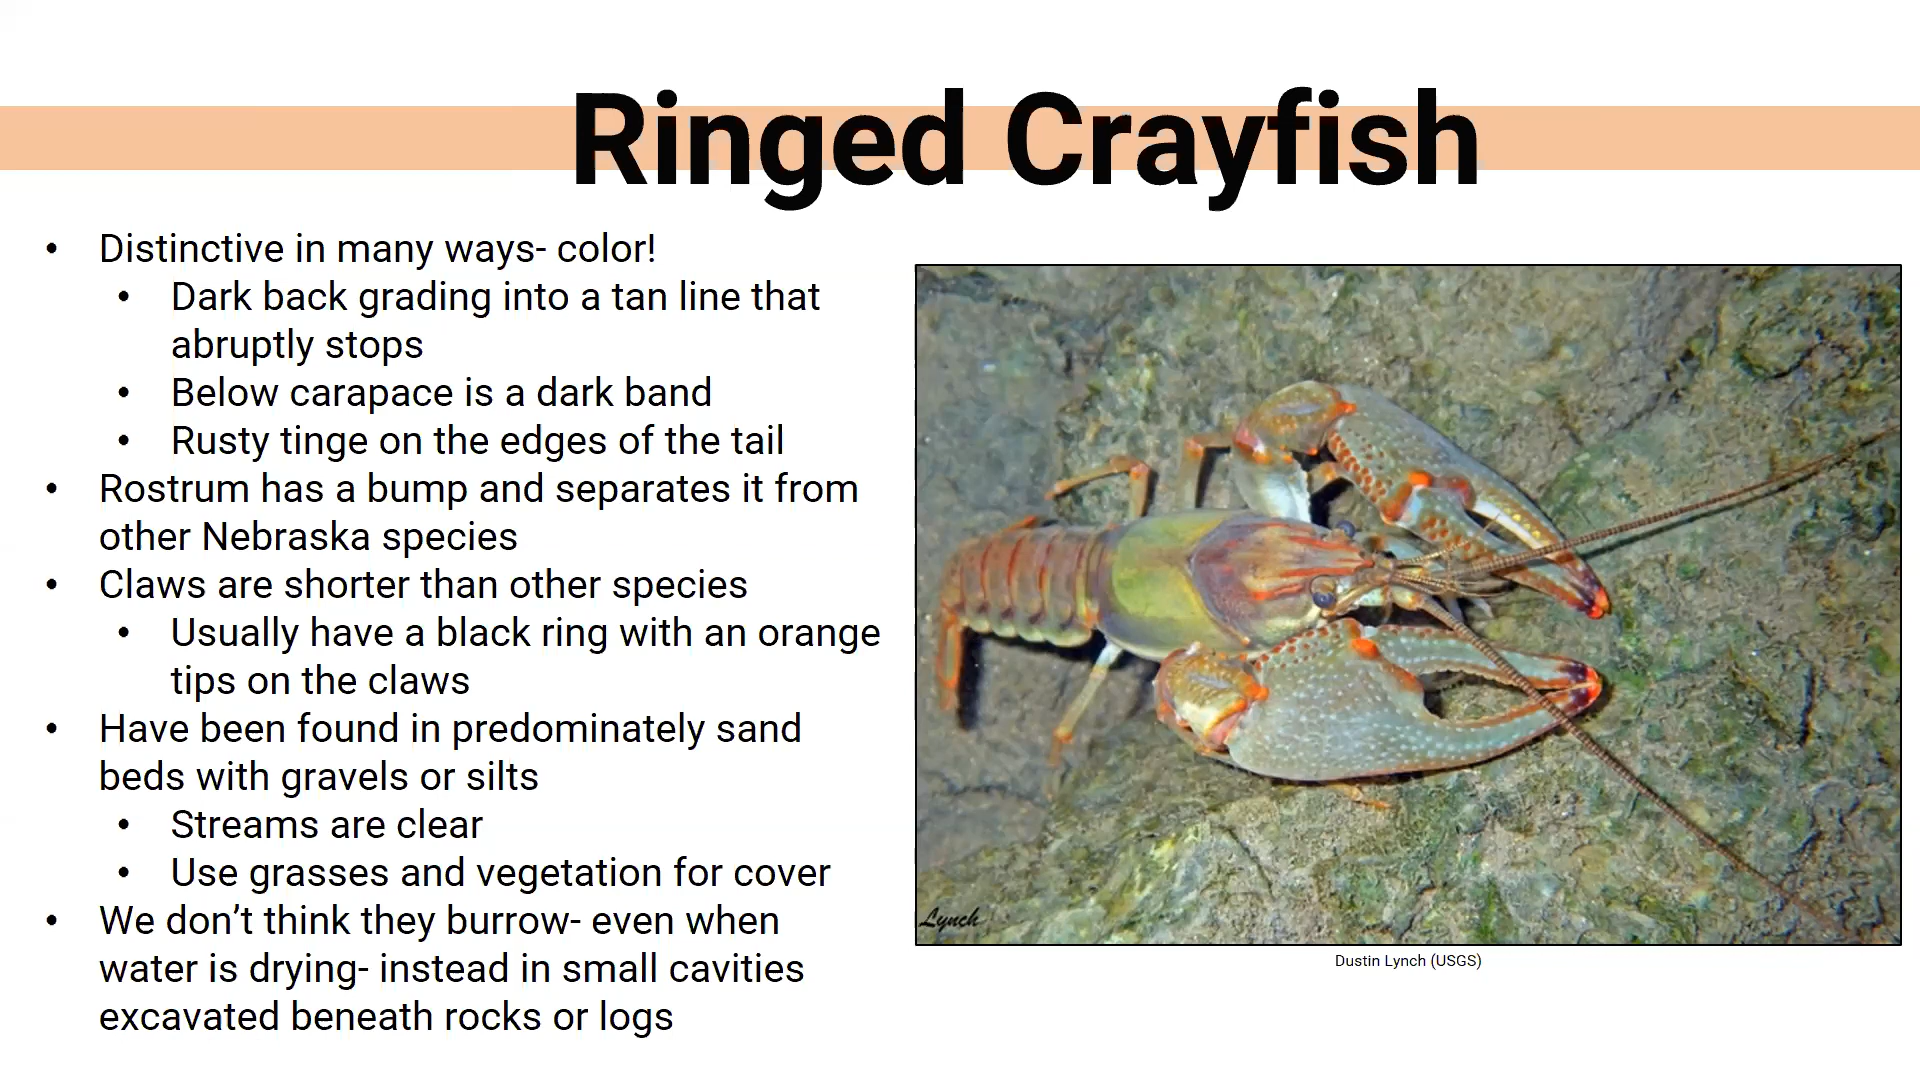 Ringed Crayfish
• Distinctive in many ways- color!
• Dark back grading into a tan line that
abruptly stops
• Below carapace is a dark band
• Rusty tinge on the edges of the tail
• Rostrum has a bump and separates it from
other Nebraska species
• Claws are shorter than other species
• Usually have a black ring with an orange
tips on the claws
• Have been found in predominately sand
beds with gravels or silts
• Streams are clear
• Use grasses and vegetation for cover
• We don’t think they burrow- even when
water is drying- instead in small cavities
excavated beneath rocks or logs
Lynch
Dustin Lynch (USGS)